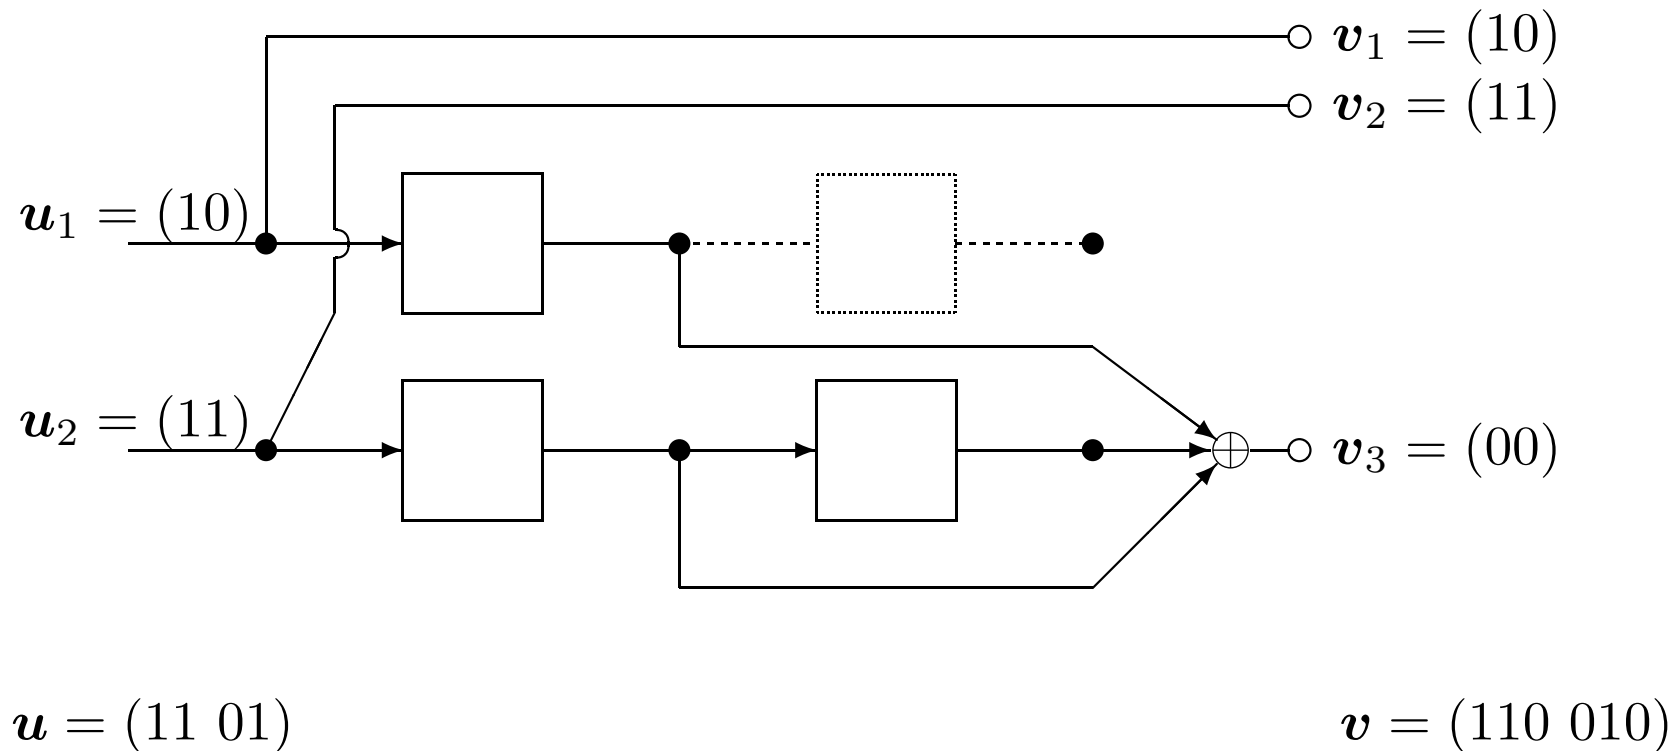 v₁ = (10)
v₂ = (11)
u₁ = (10)
u₂ = (11)
v₃ = (00)
u = (11 01)
v = (110 010)